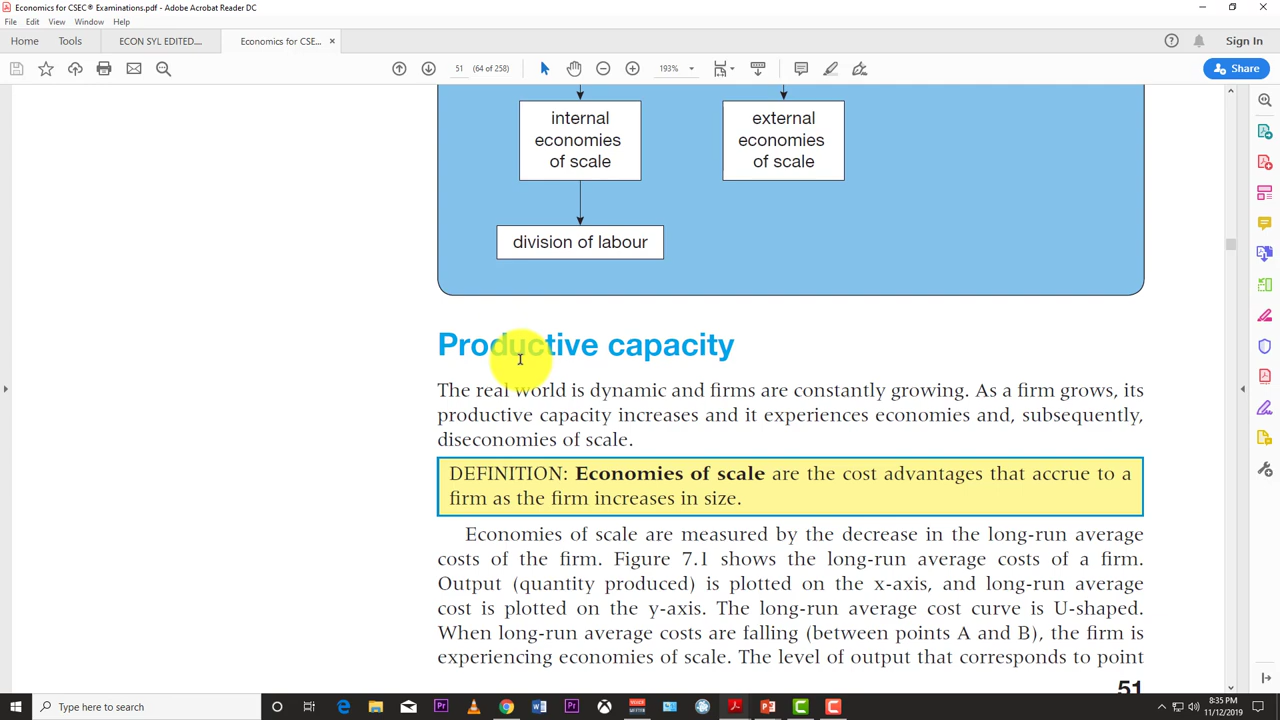 Economics for CSEC® Examinations.pdf - Adobe Acrobat Reader DC
File Edit View Window Help
Home Tools ECON SYL EDITED.... Economics for CSE... × Sign In
51 (64 of 258) 193% Share
internal
economies
of scale
external
economies
of scale
division of labour
Productive capacity
The real world is dynamic and firms are constantly growing. As a firm grows, its
productive capacity increases and it experiences economies and, subsequently,
diseconomies of scale.
DEFINITION: Economies of scale are the cost advantages that accrue to a
firm as the firm increases in size.
Economies of scale are measured by the decrease in the long-run average
costs of the firm. Figure 7.1 shows the long-run average costs of a firm.
Output (quantity produced) is plotted on the x-axis, and long-run average
cost is plotted on the y-axis. The long-run average cost curve is U-shaped.
When long-run average costs are falling (between points A and B), the firm is
experiencing economies of scale. The level of output that corresponds to point
51
Type here to search
8:35 PM
11/12/2019